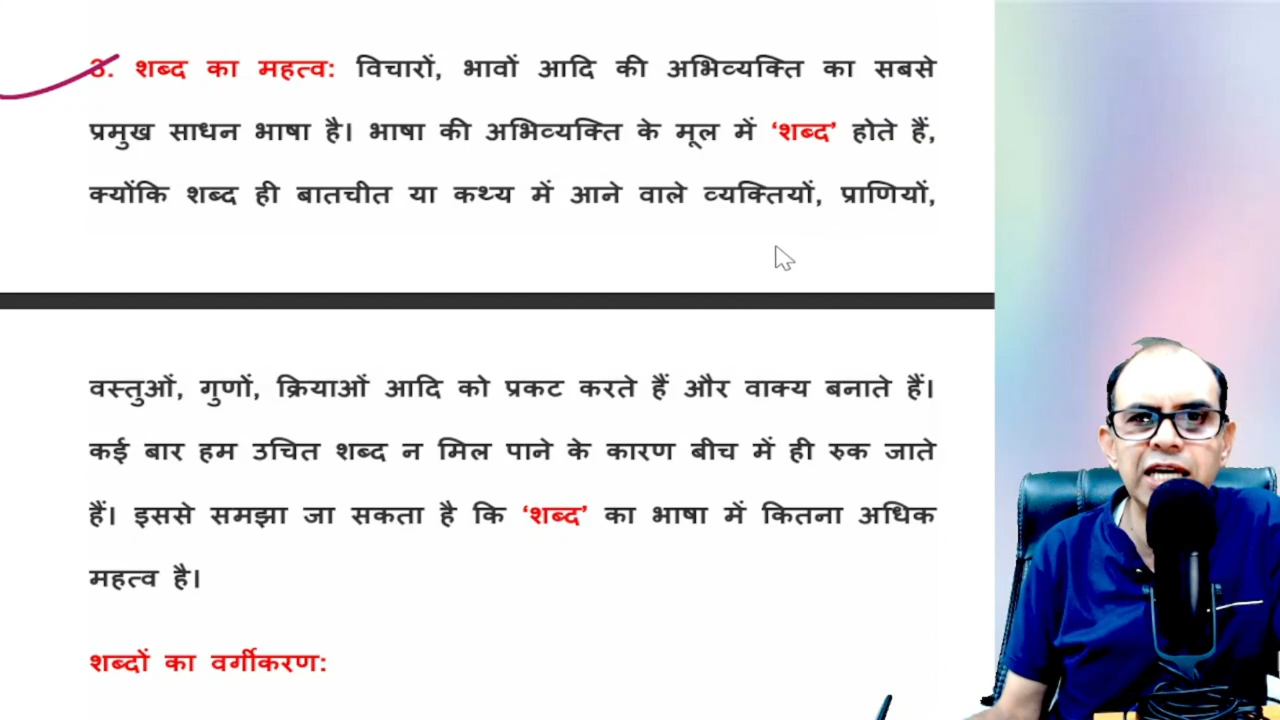 3. शब्द का महत्व: विचारों, भावों आदि की अभिव्यक्ति का सबसे
प्रमुख साधन भाषा है। भाषा की अभिव्यक्ति के मूल में ‘शब्द’ होते हैं,
क्योंकि शब्द ही बातचीत या कथ्य में आने वाले व्यक्तियों, प्राणियों,
वस्तुओं, गुणों, क्रियाओं आदि को प्रकट करते हैं और वाक्य बनाते हैं।
कई बार हम उचित शब्द न मिल पाने के कारण बीच में ही रुक जाते
हैं। इससे समझा जा सकता है कि ‘शब्द’ का भाषा में कितना अधिक
महत्व है।
शब्दों का वर्गीकरण: